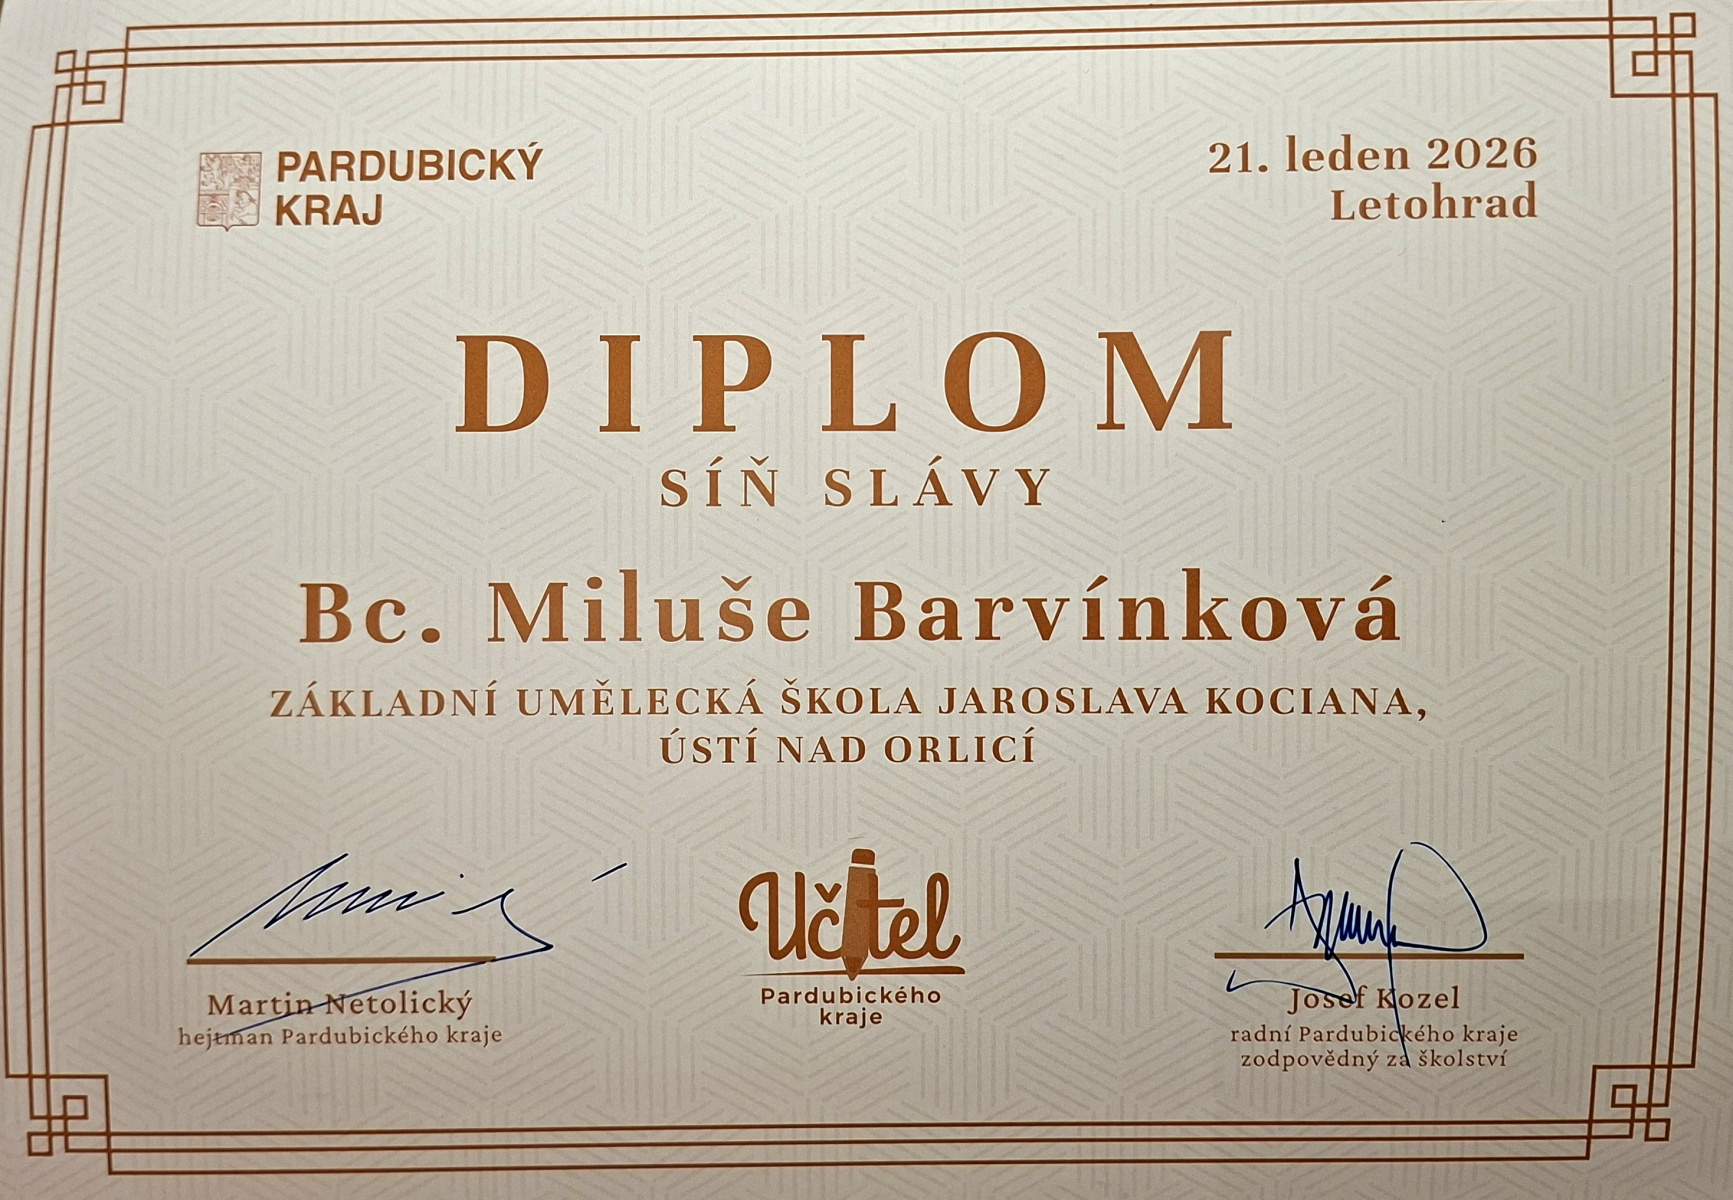 PARDUBICKÝ
KRAJ
21. leden 2026
Letohrad
DIPLOM
SÍŇ SLÁVY
Bc. Miluše Barvínková
ZÁKLADNÍ UMĚLECKÁ ŠKOLA JAROSLAVA KOCIANA,
ÚSTÍ NAD ORLICÍ
Martin Netolický
hejtman Pardubického kraje
Učitel
Pardubického
kraje
Josef Kozel
radní Pardubického kraje
zodpovědný za školství